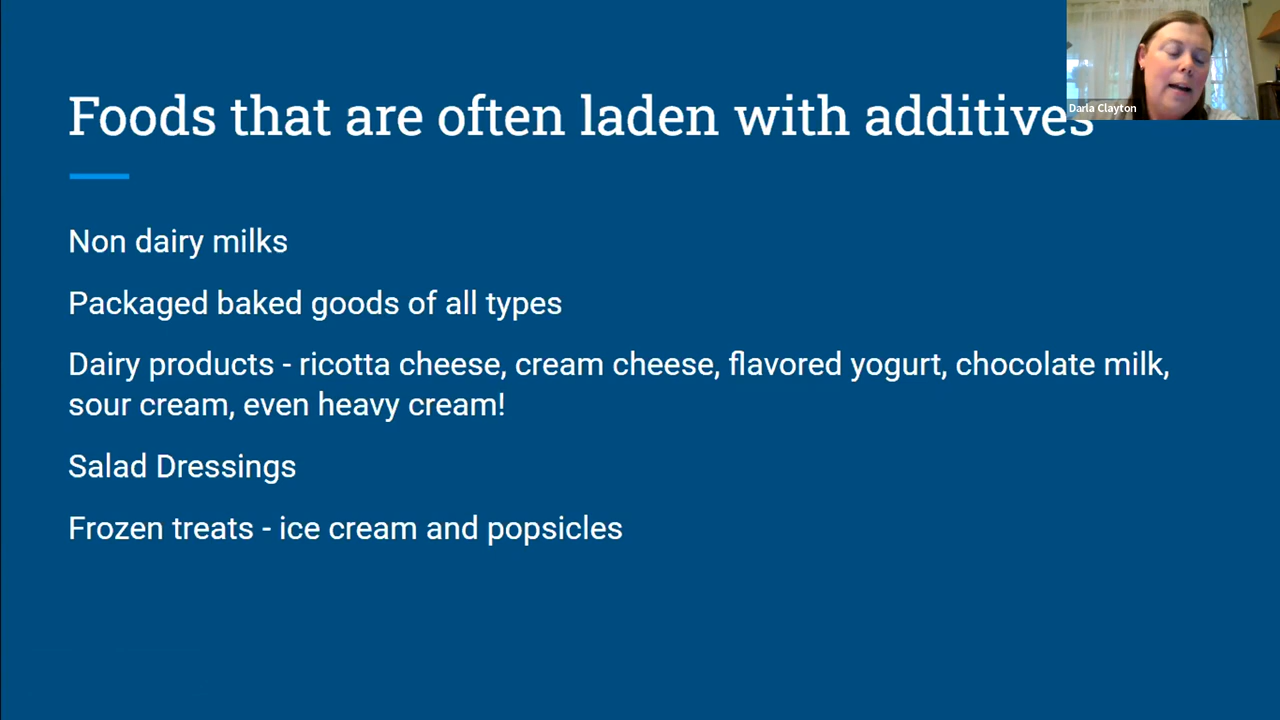 Foods that are often laden with additives
Darla Clayton
Non dairy milks
Packaged baked goods of all types
Dairy products - ricotta cheese, cream cheese, flavored yogurt, chocolate milk,
sour cream, even heavy cream!
Salad Dressings
Frozen treats - ice cream and popsicles